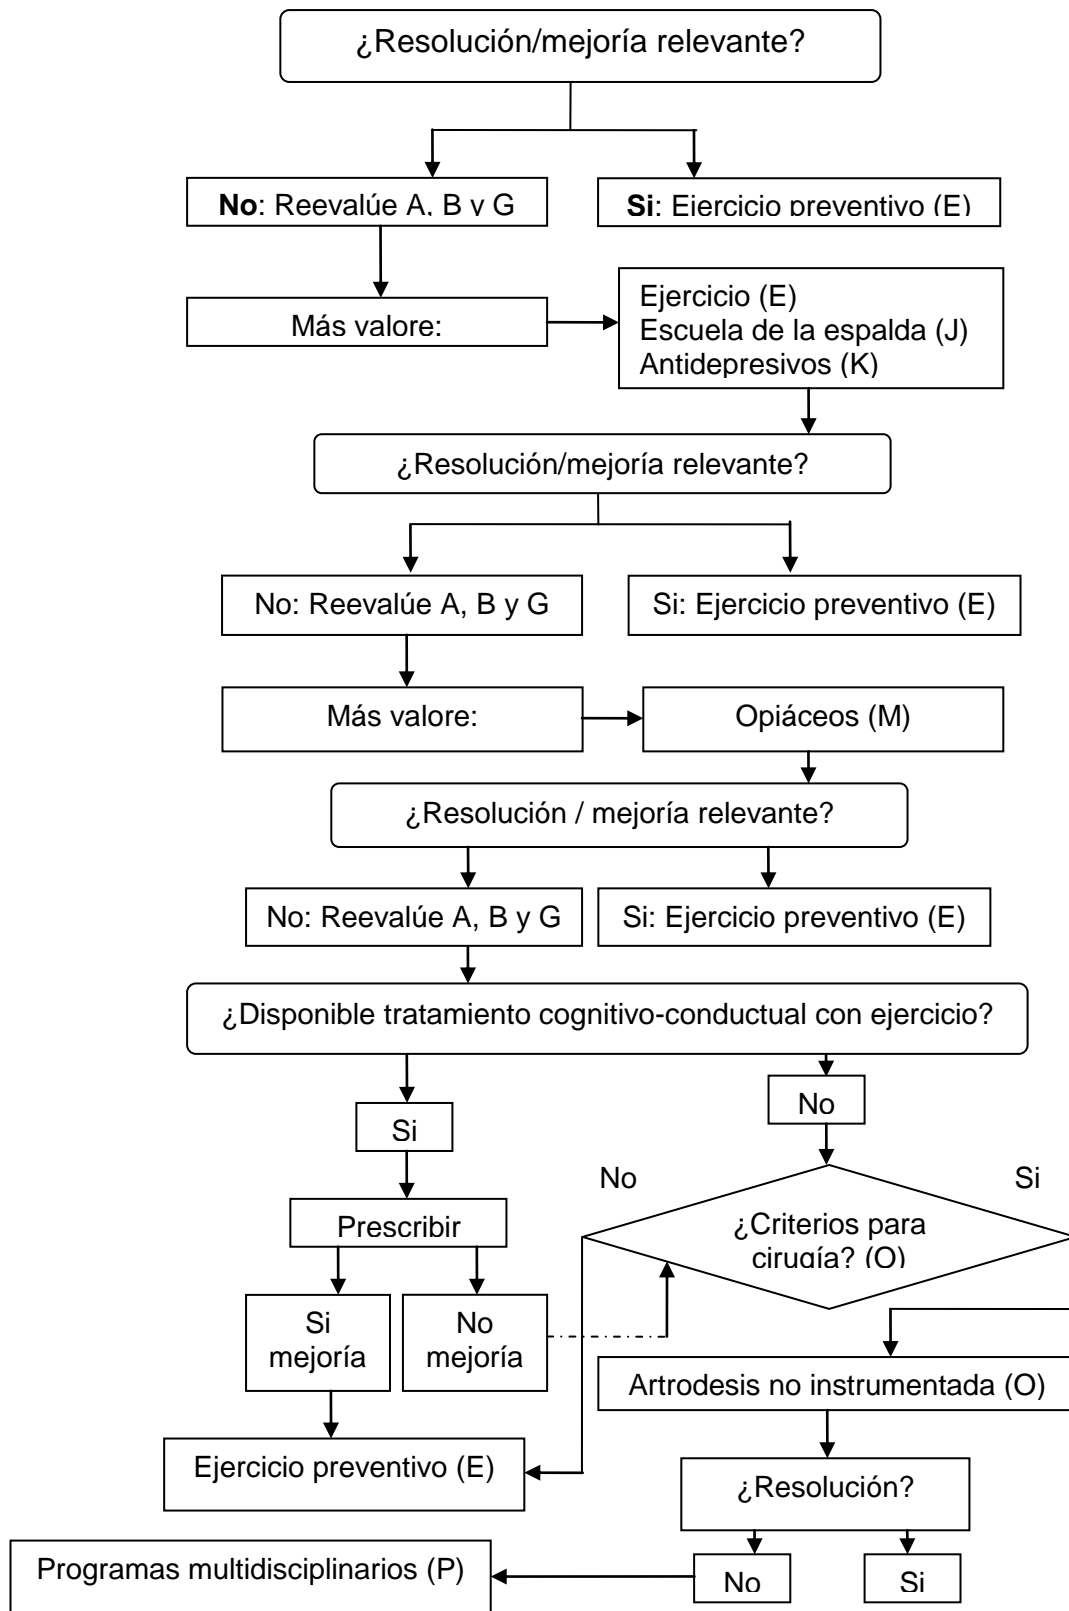 ¿Resolución/mejoría relevante?
No: Reevalúe A, B y G
Si: Ejercicio preventivo (E)
Más valore:
Ejercicio (E)
Escuela de la espalda (J)
Antidepresivos (K)
¿Resolución/mejoría relevante?
No: Reevalúe A, B y G
Si: Ejercicio preventivo (E)
Más valore:
Opiáceos (M)
¿Resolución / mejoría relevante?
No: Reevalúe A, B y G
Si: Ejercicio preventivo (E)
¿Disponible tratamiento cognitivo-conductual con ejercicio?
Si
No
No
Si
Prescribir
¿Criterios para
cirugía? (O)
Si
mejoría
No
mejoría
Artrodesis no instrumentada (O)
Ejercicio preventivo (E)
¿Resolución?
Programas multidisciplinarios (P)
No
Si